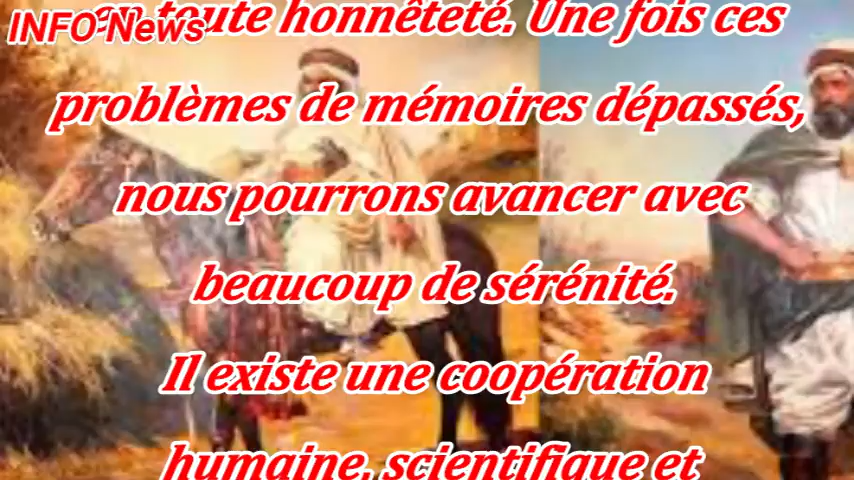 INFO News
en toute honnêteté. Une fois ces
problèmes de mémoires dépassés,
nous pourrons avancer avec
beaucoup de sérénité.
Il existe une coopération
humaine, scientifique et